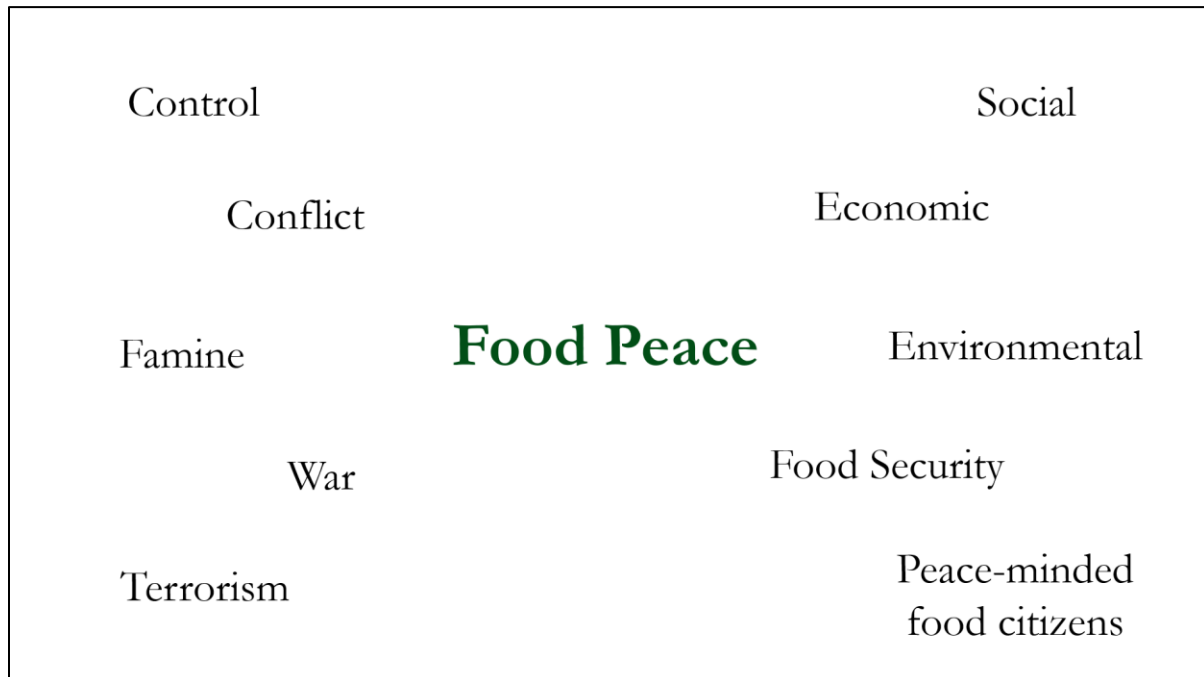 Control
Social
Conflict
Economic
Famine
Food Peace
Environmental
War
Food Security
Terrorism
Peace-minded
food citizens